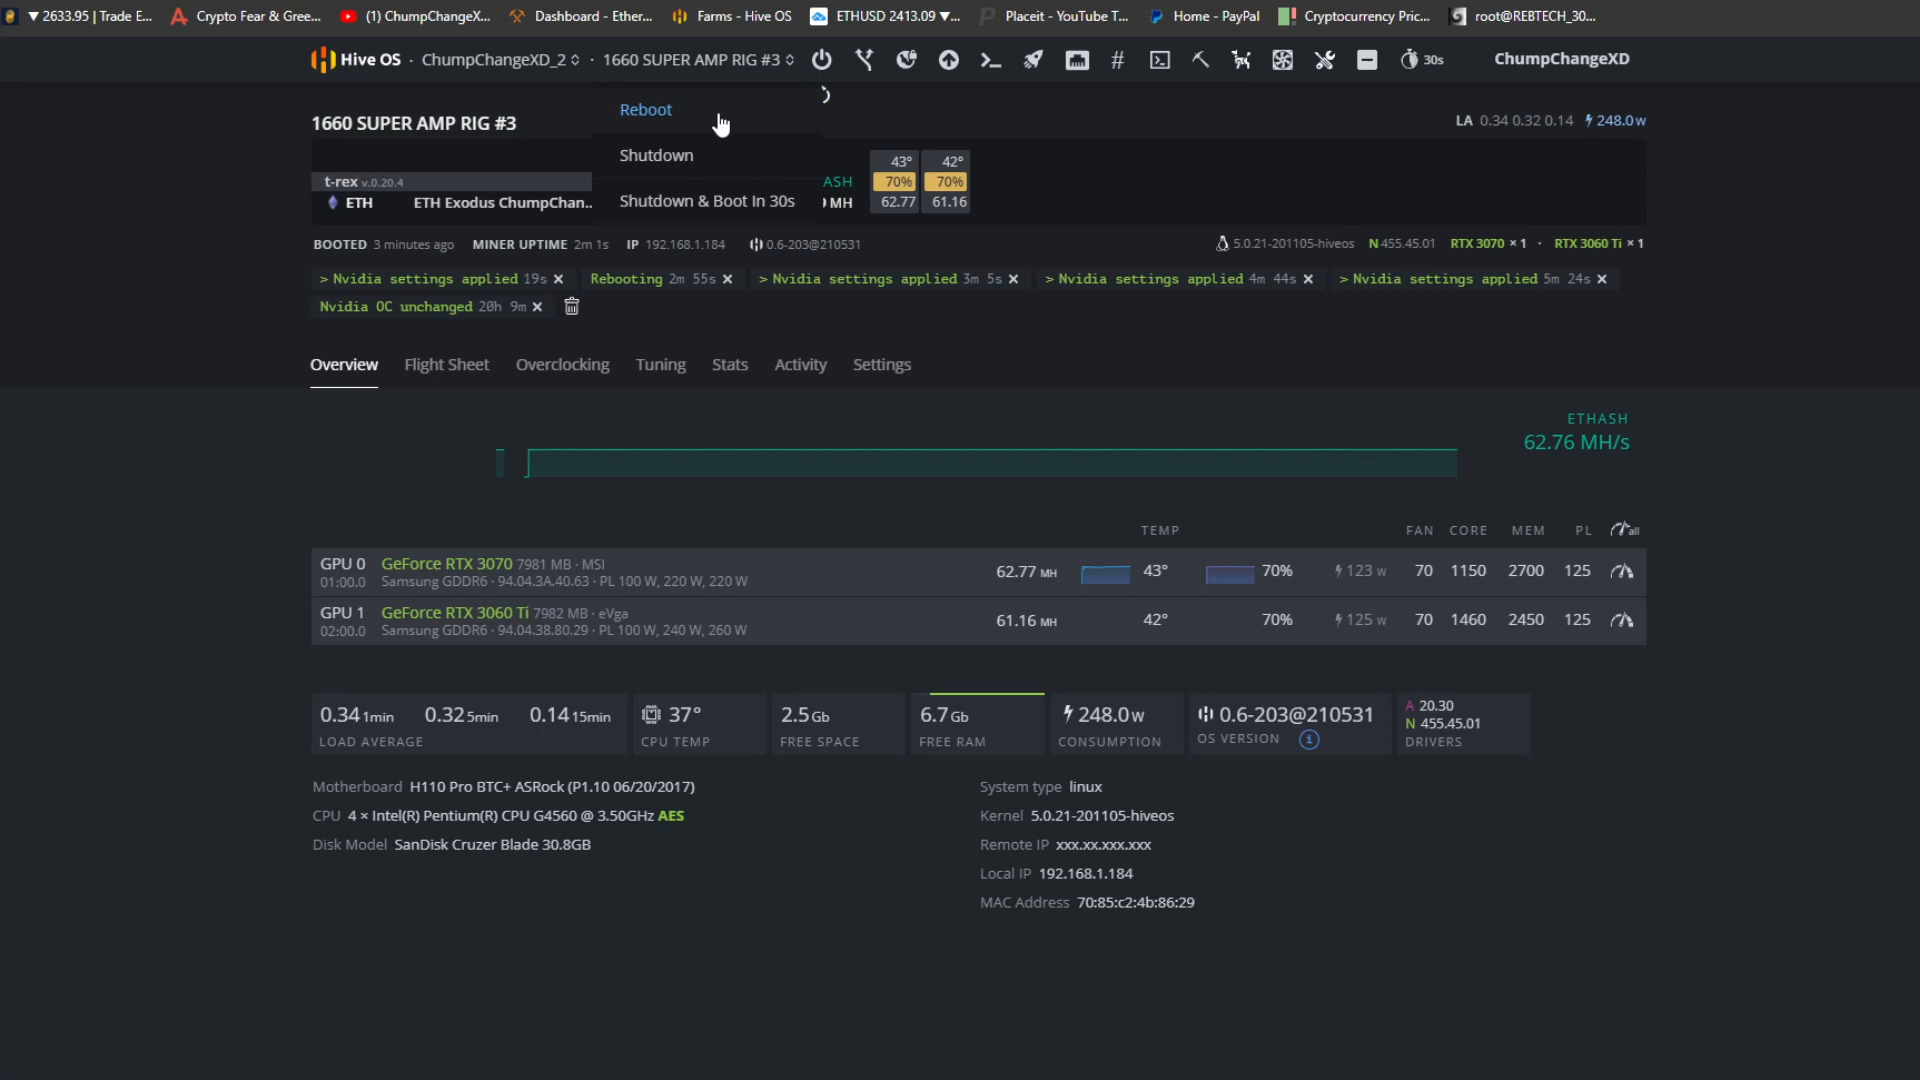 ▼ 2633.95 | Trade E... Crypto Fear & Gree... (1) ChumpChangeX... Dashboard - Ether... Farms - Hive OS ETHUSD 2413.09 ▼... Placeit - YouTube T... Home - PayPal Cryptocurrency Pric... root@REBTECH_30...
Hive OS · ChumpChangeXD_2 · 1660 SUPER AMP RIG #3 30s ChumpChangeXD
Reboot
1660 SUPER AMP RIG #3 LA 0.34 0.32 0.14 248.0 w
Shutdown
43° 42°
t-rex v.0.20.4 ASH 70% 70%
ETH ETH Exodus ChumpChan.. Shutdown & Boot In 30s MH 62.77 61.16
BOOTED 3 minutes ago MINER UPTIME 2m 1s IP 192.168.1.184 0.6-203@210531 5.0.21-201105-hiveos N 455.45.01 RTX 3070 × 1 · RTX 3060 Ti × 1
> Nvidia settings applied 19s × Rebooting 2m 55s × > Nvidia settings applied 3m 5s × > Nvidia settings applied 4m 44s × > Nvidia settings applied 5m 24s ×
Nvidia OC unchanged 20h 9m ×
Overview Flight Sheet Overclocking Tuning Stats Activity Settings
ETHASH
62.76 MH/s
TEMP FAN CORE MEM PL all
GPU 0 GeForce RTX 3070 7981 MB · MSI 62.77 MH 43° 70% 123 w 70 1150 2700 125
01:00.0 Samsung GDDR6 · 94.04.3A.40.63 · PL 100 W, 220 W, 220 W
GPU 1 GeForce RTX 3060 Ti 7982 MB · eVga 61.16 MH 42° 70% 125 w 70 1460 2450 125
02:00.0 Samsung GDDR6 · 94.04.38.80.29 · PL 100 W, 240 W, 260 W
0.34 1min 0.32 5min 0.14 15min 37° 2.5 Gb 6.7 Gb 248.0 w 0.6-203@210531 A 20.30
N 455.45.01
LOAD AVERAGE CPU TEMP FREE SPACE FREE RAM CONSUMPTION OS VERSION DRIVERS
Motherboard H110 Pro BTC+ ASRock (P1.10 06/20/2017) System type linux
CPU 4 × Intel(R) Pentium(R) CPU G4560 @ 3.50GHz AES Kernel 5.0.21-201105-hiveos
Disk Model SanDisk Cruzer Blade 30.8GB Remote IP xxx.xx.xxx.xxx
Local IP 192.168.1.184
MAC Address 70:85:c2:4b:86:29